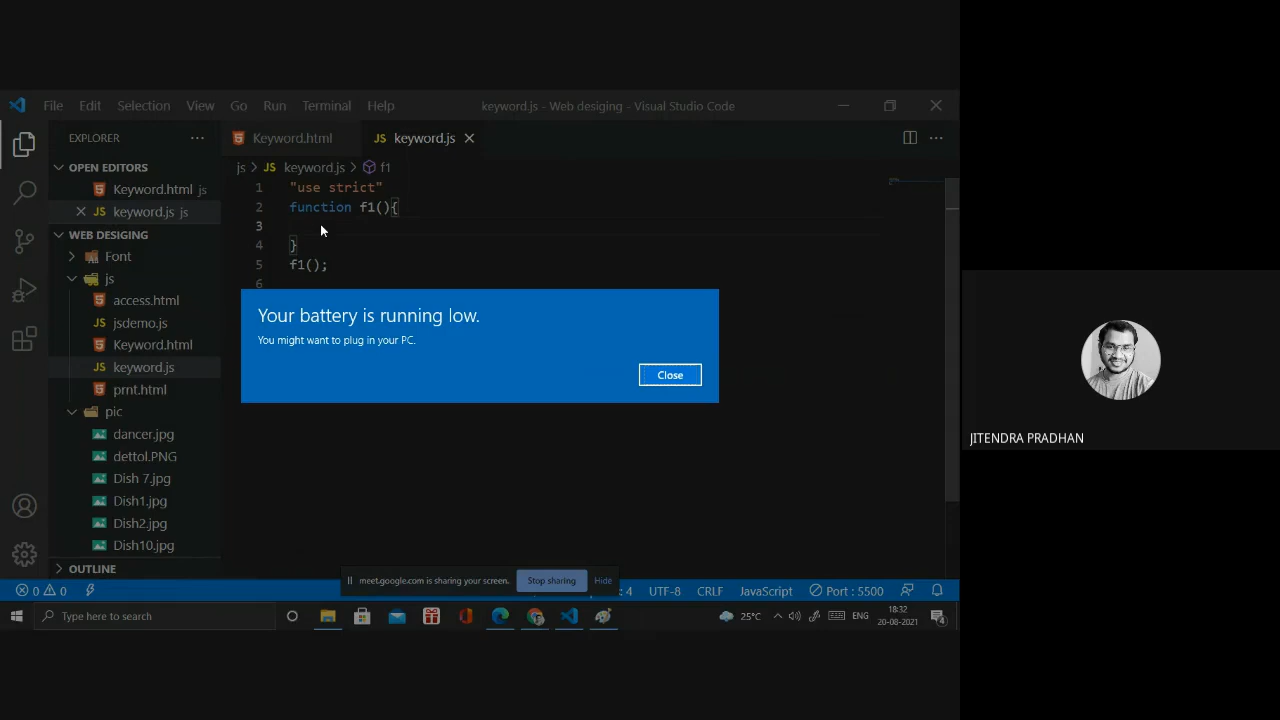 File Edit Selection View Go Run Terminal Help
keyword.js - Web desiging - Visual Studio Code
EXPLORER
Keyword.html
JS keyword.js
OPEN EDITORS
js > JS keyword.js > f1
Keyword.html js
JS keyword.js js
WEB DESIGING
Font
js
access.html
JS jsdemo.js
Keyword.html
JS keyword.js
prnt.html
pic
dancer.jpg
dettol.PNG
Dish 7.jpg
Dish1.jpg
Dish2.jpg
Dish10.jpg
OUTLINE
1 "use strict"
2 function f1(){
3
4 }
5 f1();
6
Your battery is running low.
You might want to plug in your PC.
Close
JITENDRA PRADHAN
meet.google.com is sharing your screen. Stop sharing Hide
0 0 : 4 UTF-8 CRLF JavaScript Port : 5500
Type here to search
25°C ENG 18:32
20-08-2021
4